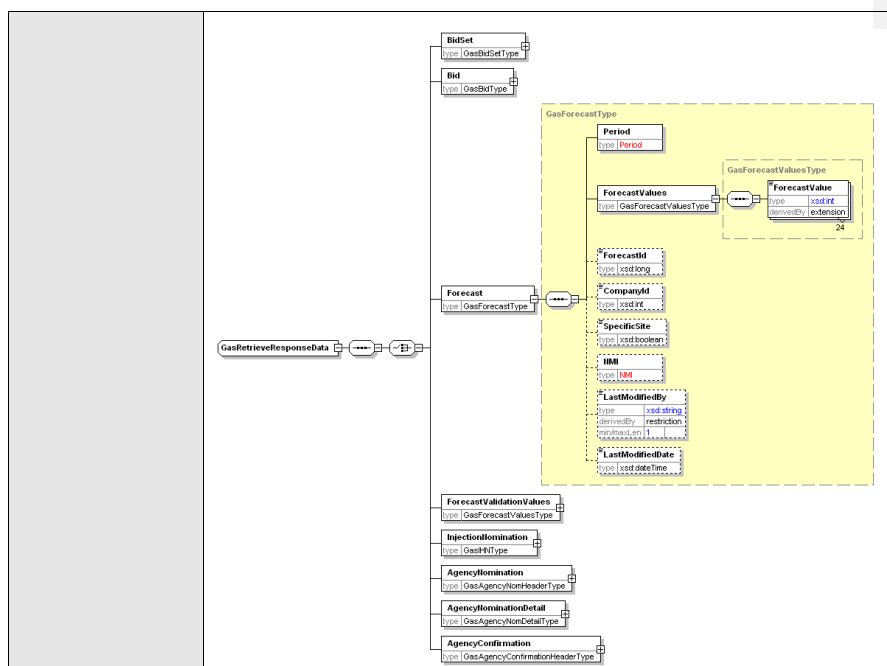 BidSet
type GasBidSetType
Bid
type GasBidType
GasForecastType
Period
type Period
GasForecastValuesType
ForecastValue
type xsd:int
derivedBy extension
24
ForecastValues
type GasForecastValuesType
ForecastId
type xsd:long
CompanyId
type xsd:int
Forecast
type GasForecastType
SpecificSite
type xsd:boolean
GasRetrieveResponseData
NMI
type NMI
LastModifiedBy
type xsd:string
derivedBy restriction
min/maxLen 1
LastModifiedDate
type xsd:dateTime
ForecastValidationValues
type GasForecastValuesType
InjectionNomination
type GasIHNType
AgencyNomination
type GasAgencyNomHeaderType
AgencyNominationDetail
type GasAgencyNomDetailType
AgencyConfirmation
type GasAgencyConfirmationHeaderType